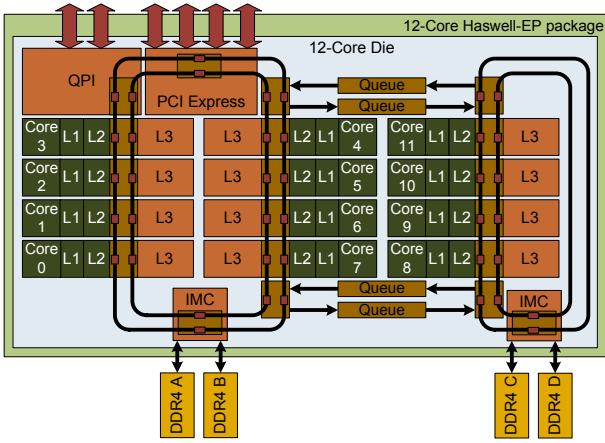 12-Core Haswell-EP package
12-Core Die
QPI
PCI Express
Queue
Queue
Core 3
L1
L2
L3
L3
L2
L1
Core 4
Core 11
L1
L2
L3
Core 2
L1
L2
L3
L3
L2
L1
Core 5
Core 10
L1
L2
L3
Core 1
L1
L2
L3
L3
L2
L1
Core 6
Core 9
L1
L2
L3
Core 0
L1
L2
L3
L3
L2
L1
Core 7
Core 8
L1
L2
L3
Queue
Queue
IMC
IMC
DDR4 A
DDR4 B
DDR4 C
DDR4 D